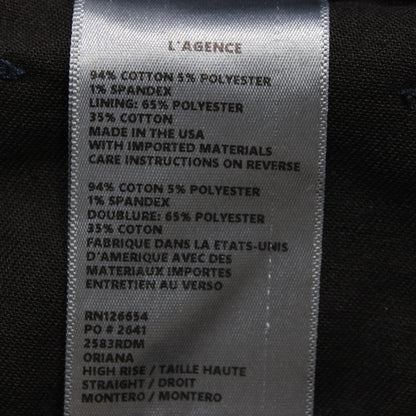 L'AGENCE
94% COTTON 5% POLYESTER
1% SPANDEX
LINING: 65% POLYESTER
35% COTTON
MADE IN THE USA
WITH IMPORTED MATERIALS
CARE INSTRUCTIONS ON REVERSE
94% COTON 5% POLYESTER
1% SPANDEX
DOUBLURE: 65% POLYESTER
35% COTON
FABRIQUE DANS LA ETATS-UNIS
D'AMERIQUE AVEC DES
MATERIAUX IMPORTES
ENTRETIEN AU VERSO
RN126654
PO # 2641
2583RDM
ORIANA
HIGH RISE / TAILLE HAUTE
STRAIGHT / DROIT
MONTERO / MONTERO